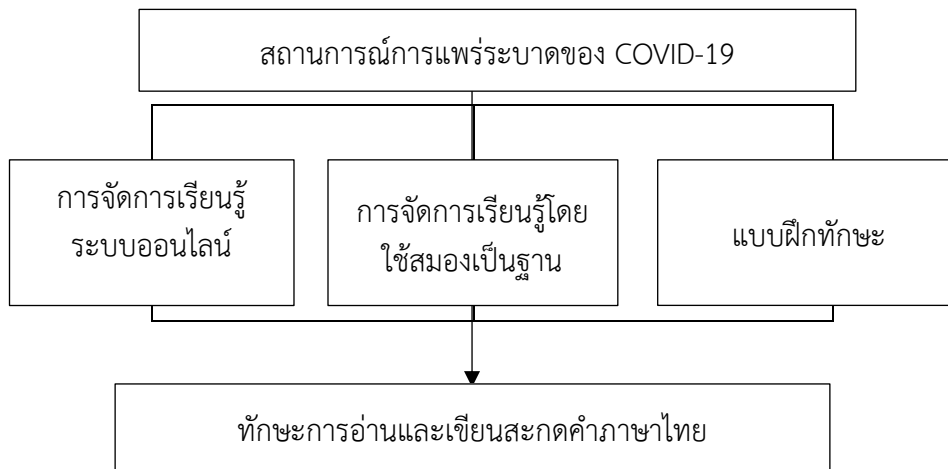 สถานการณ์การแพร่ระบาดของ COVID-19
การจัดการเรียนรู้
ระบบออนไลน์
การจัดการเรียนรู้โดย
ใช้สมองเป็นฐาน
แบบฝึกทักษะ
ทักษะการอ่านและเขียนสะกดคำภาษาไทย